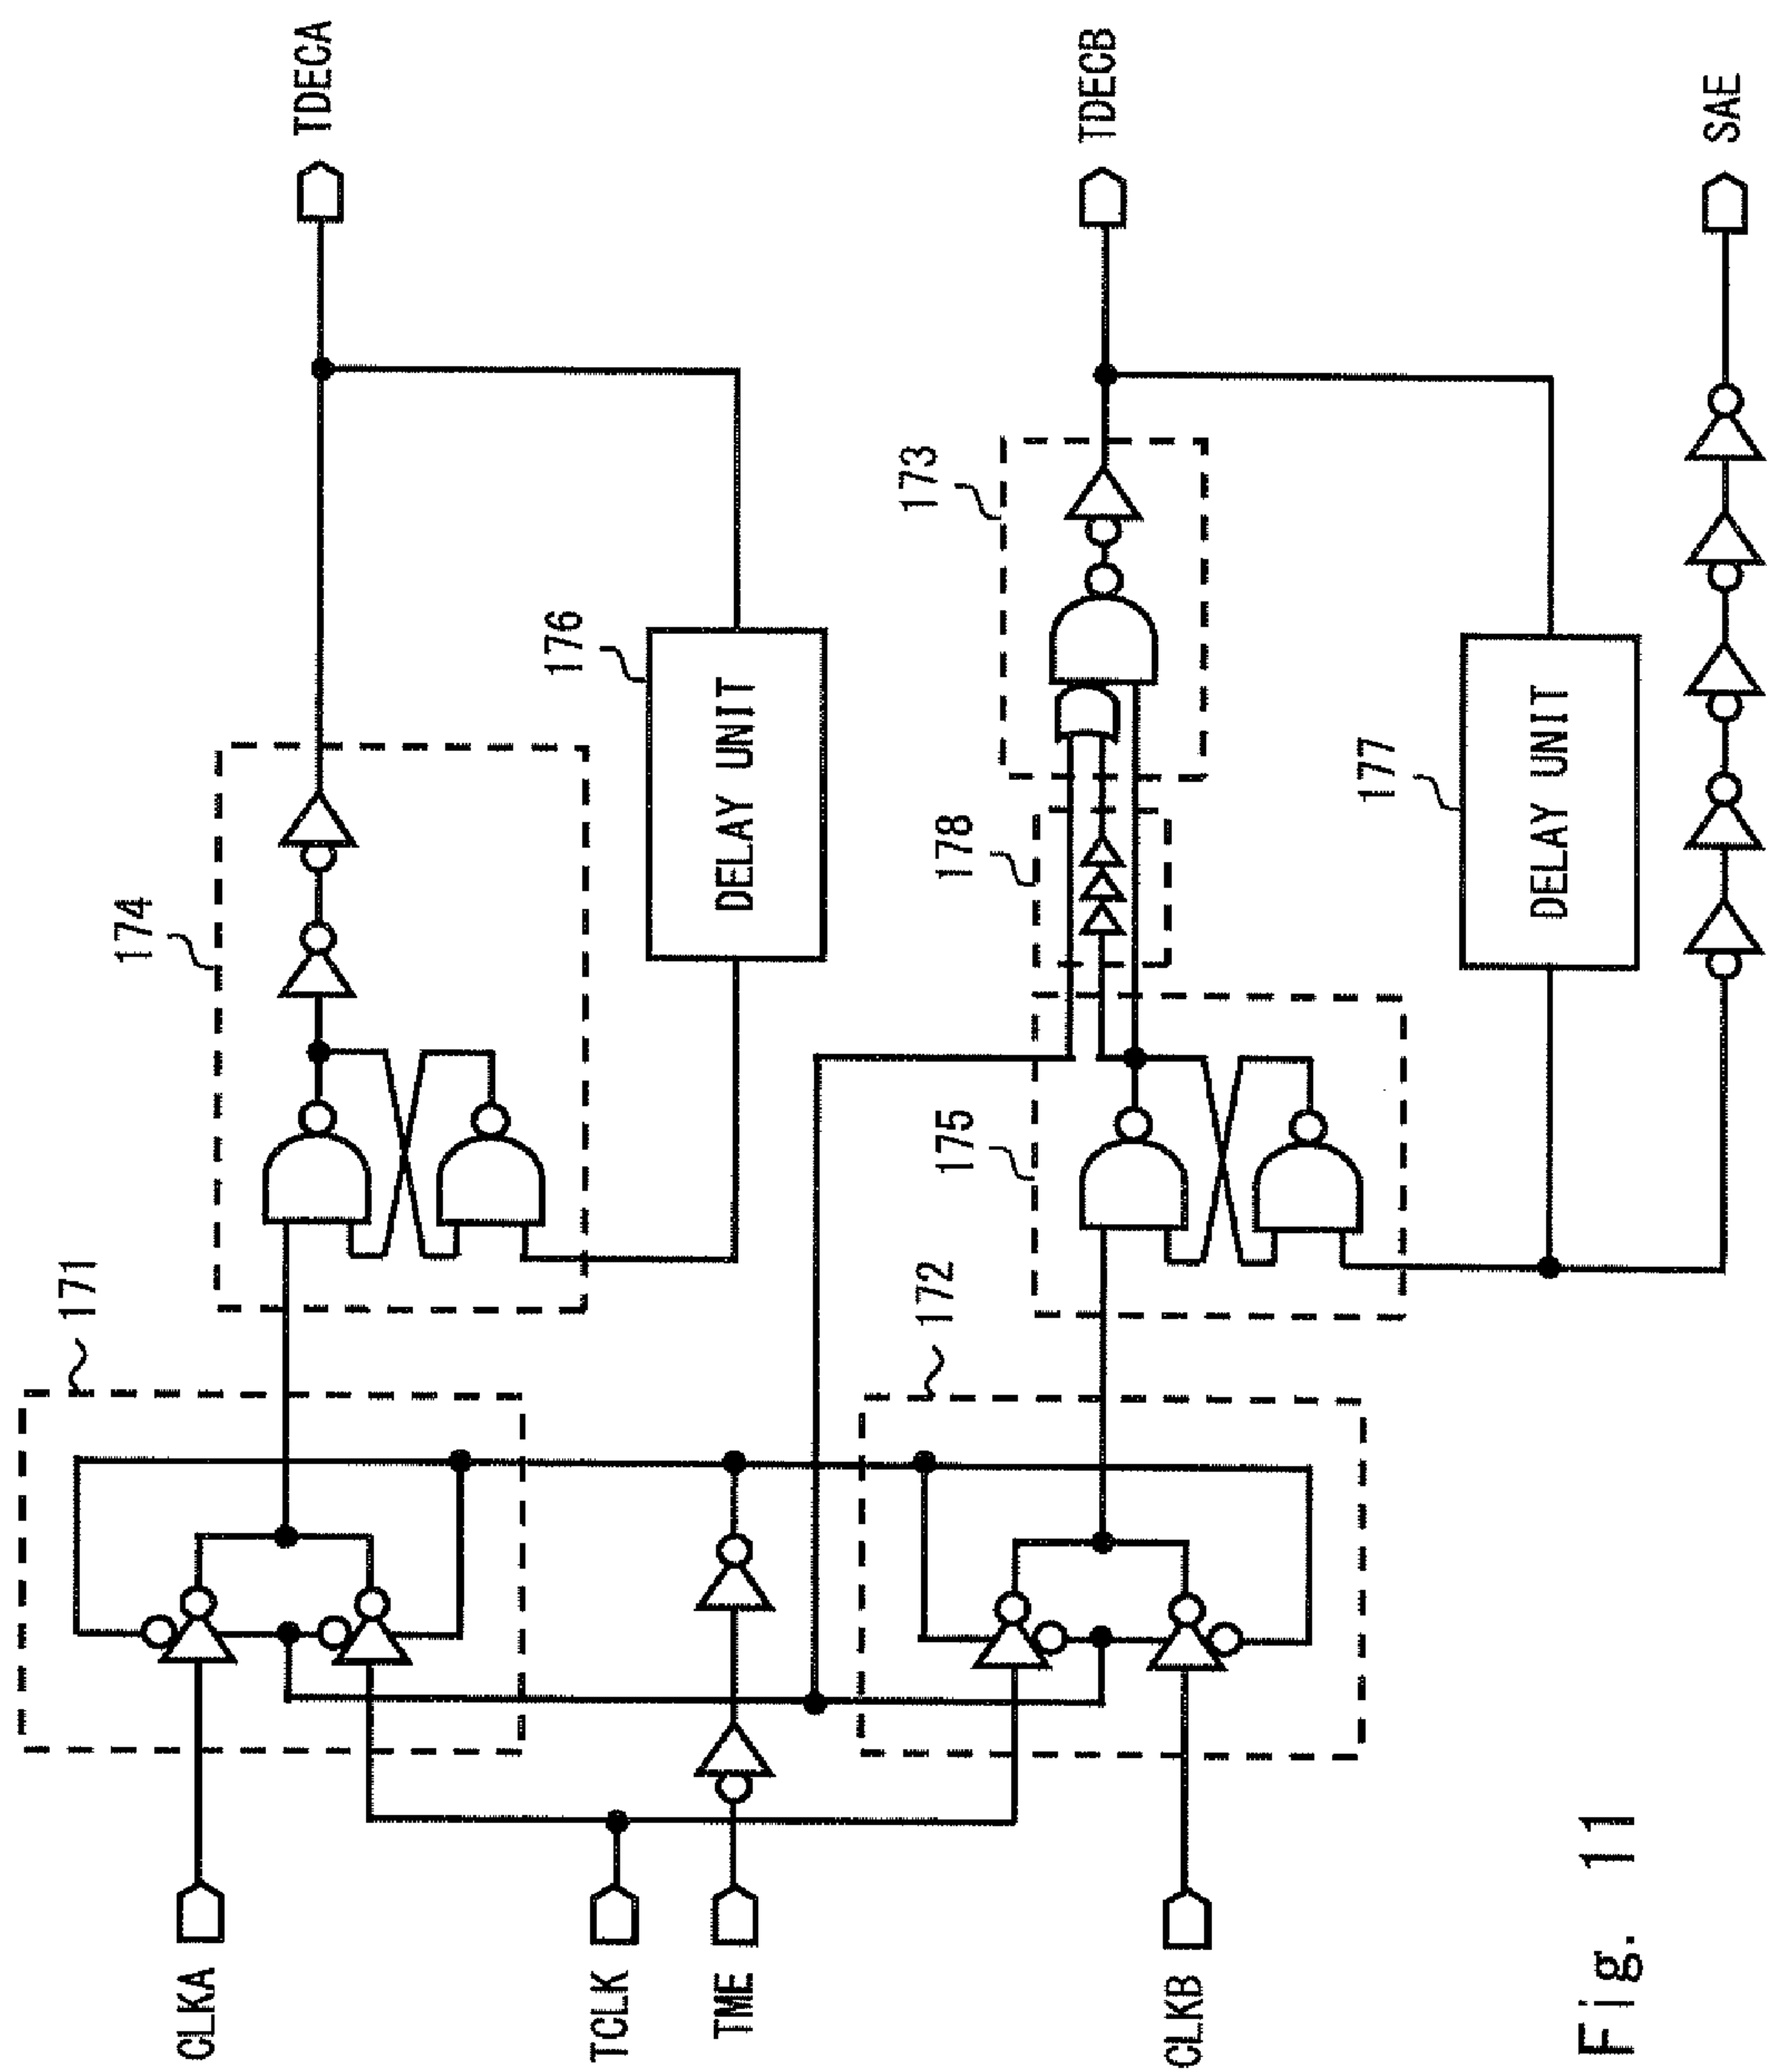 CLKA
TCLK
TME
CLKB
171
172
174
175
176
DELAY UNIT
178
173
177
DELAY UNIT
TDECA
TDECB
SAE
Fig. 11